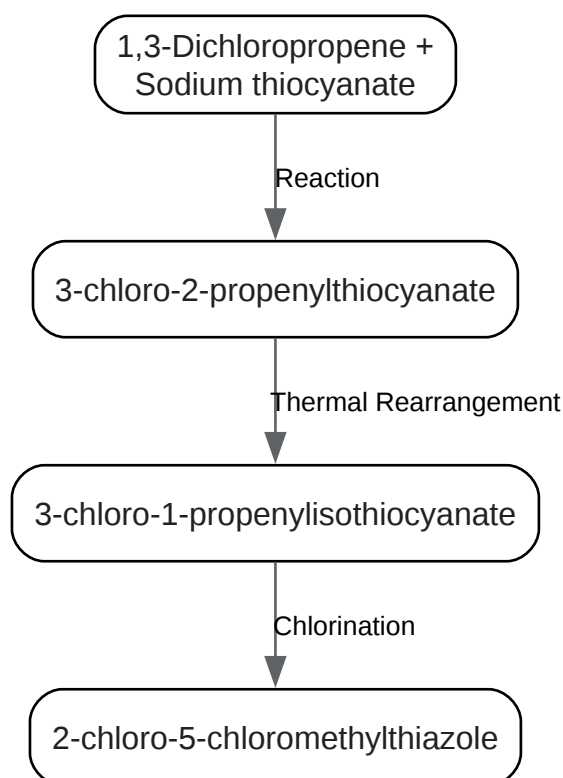 1,3-Dichloropropene +
Sodium thiocyanate
Reaction
3-chloro-2-propenylthiocyanate
Thermal Rearrangement
3-chloro-1-propenylisothiocyanate
Chlorination
2-chloro-5-chloromethylthiazole